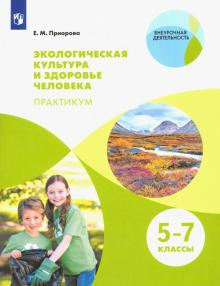 ВНЕУРОЧНАЯ
ДЕЯТЕЛЬНОСТЬ
Е. М. Приорова
ЭКОЛОГИЧЕСКАЯ
КУЛЬТУРА
И ЗДОРОВЬЕ
ЧЕЛОВЕКА
ПРАКТИКУМ
5-7
КЛАССЫ